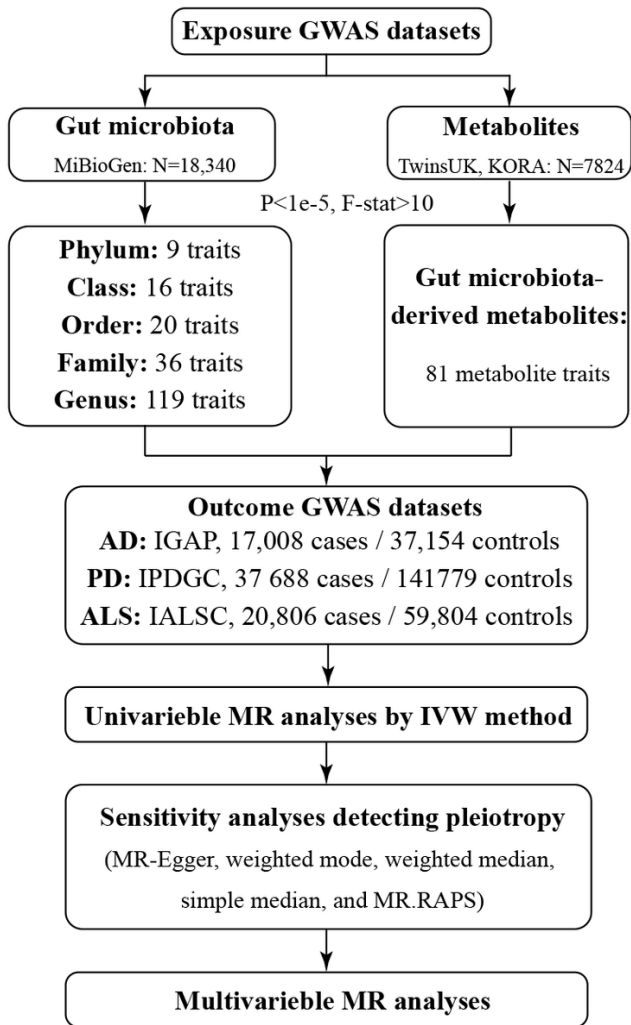 Exposure GWAS datasets
Gut microbiota
MiBioGen: N=18,340
Metabolites
TwinsUK, KORA: N=7824
P<1e-5, F-stat>10
Phylum: 9 traits
Class: 16 traits
Order: 20 traits
Family: 36 traits
Genus: 119 traits
Gut microbiota-
derived metabolites:
81 metabolite traits
Outcome GWAS datasets
AD: IGAP, 17,008 cases / 37,154 controls
PD: IPDGC, 37 688 cases / 141779 controls
ALS: IALSC, 20,806 cases / 59,804 controls
Univarieble MR analyses by IVW method
Sensitivity analyses detecting pleiotropy
(MR-Egger, weighted mode, weighted median,
simple median, and MR.RAPS)
Multivarieble MR analyses